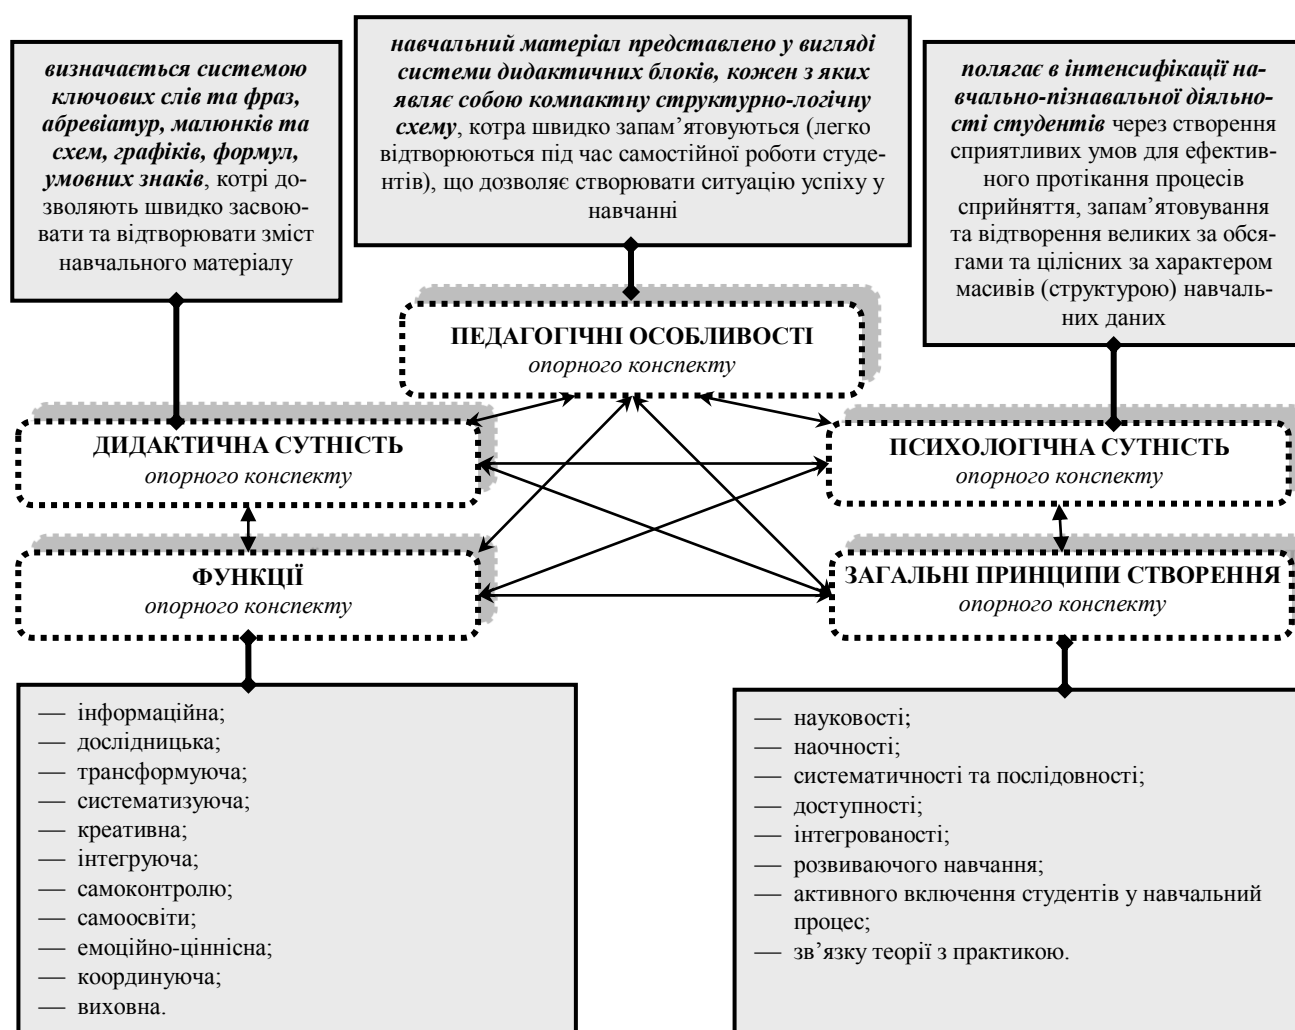 визначається системою
ключових слів та фраз,
абревіатур, малюнків та
схем, графіків, формул,
умовних знаків, котрі до-
зволяють швидко засвою-
вати та відтворювати зміст
навчального матеріалу
навчальний матеріал представлено у вигляді
системи дидактичних блоків, кожен з яких
являє собою компактну структурно-логічну
схему, котра швидко запам’ятовуються (легко
відтворюються під час самостійної роботи студе-
нтів), що дозволяє створювати ситуацію успіху у
навчанні
полягає в інтенсифікації на-
вчально-пізнавальної діяльно-
сті студентів через створення
сприятливих умов для ефектив-
ного протікання процесів
сприйняття, запам’ятовування
та відтворення великих за обся-
гами та цілісних за характером
масивів (структурою) навчаль-
них даних
ПЕДАГОГІЧНІ ОСОБЛИВОСТІ
опорного конспекту
ДИДАКТИЧНА СУТНІСТЬ
опорного конспекту
ПСИХОЛОГІЧНА СУТНІСТЬ
опорного конспекту
ФУНКЦІЇ
опорного конспекту
ЗАГАЛЬНІ ПРИНЦИПИ СТВОРЕННЯ
опорного конспекту
— інформаційна;
— дослідницька;
— трансформуюча;
— систематизуюча;
— креативна;
— інтегруюча;
— самоконтролю;
— самоосвіти;
— емоційно-ціннісна;
— координуюча;
— виховна.
— науковості;
— наочності;
— систематичності та послідовності;
— доступності;
— інтегрованості;
— розвиваючого навчання;
— активного включення студентів у навчальний
процес;
— зв’язку теорії з практикою.